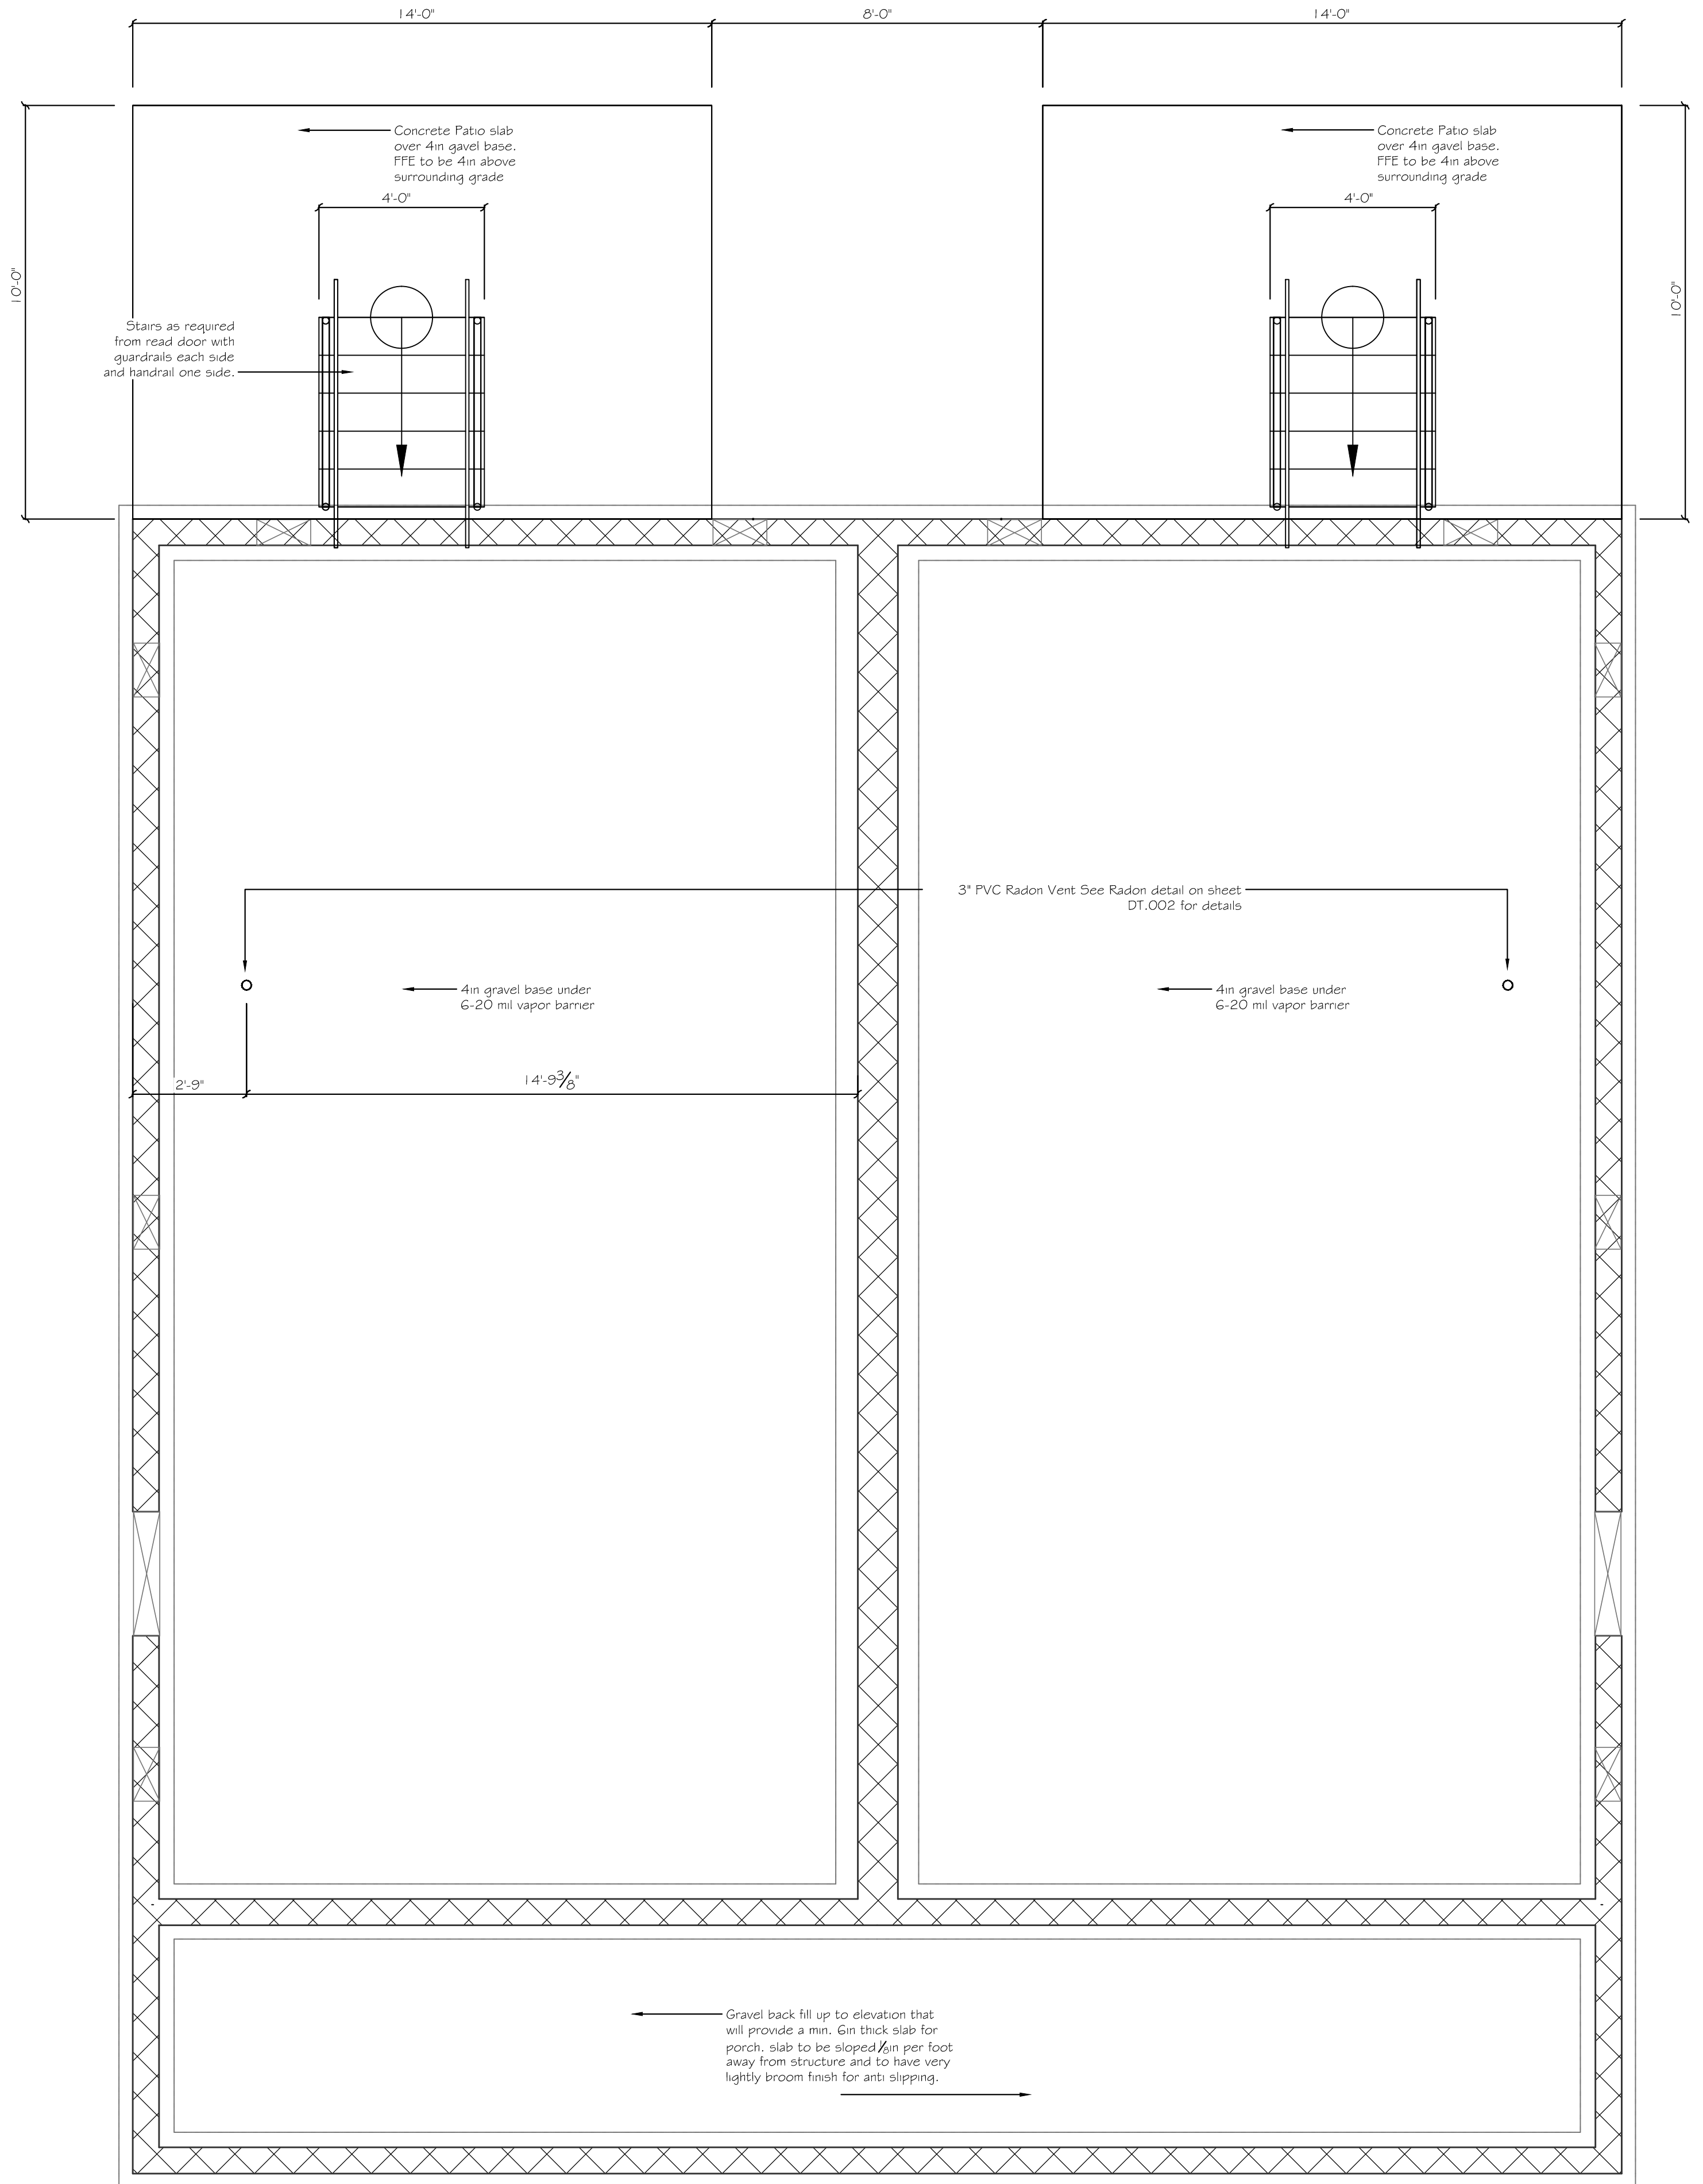 14'-0"
8'-0"
14'-0"
Concrete Patio slab
over 4in gavel base.
FFE to be 4in above
surrounding grade
Concrete Patio slab
over 4in gavel base.
FFE to be 4in above
surrounding grade
4'-0"
4'-0"
10'-0"
10'-0"
Stairs as required
from read door with
guardrails each side
and handrail one side.
3" PVC Radon Vent See Radon detail on sheet
DT.002 for details
4in gravel base under
6-20 mil vapor barrier
4in gravel base under
6-20 mil vapor barrier
2'-9"
14'-9 3/8"
Gravel back fill up to elevation that
will provide a min. 6in thick slab for
porch. slab to be sloped 1/8in per foot
away from structure and to have very
lightly broom finish for anti slipping.